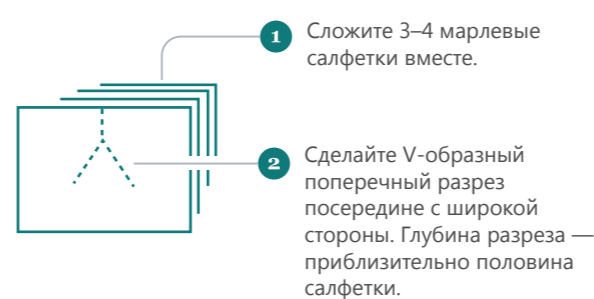 1 Сложите 3–4 марлевые
салфетки вместе.
2 Сделайте V-образный
поперечный разрез
посередине с широкой
стороны. Глубина разреза —
приблизительно половина
салфетки.